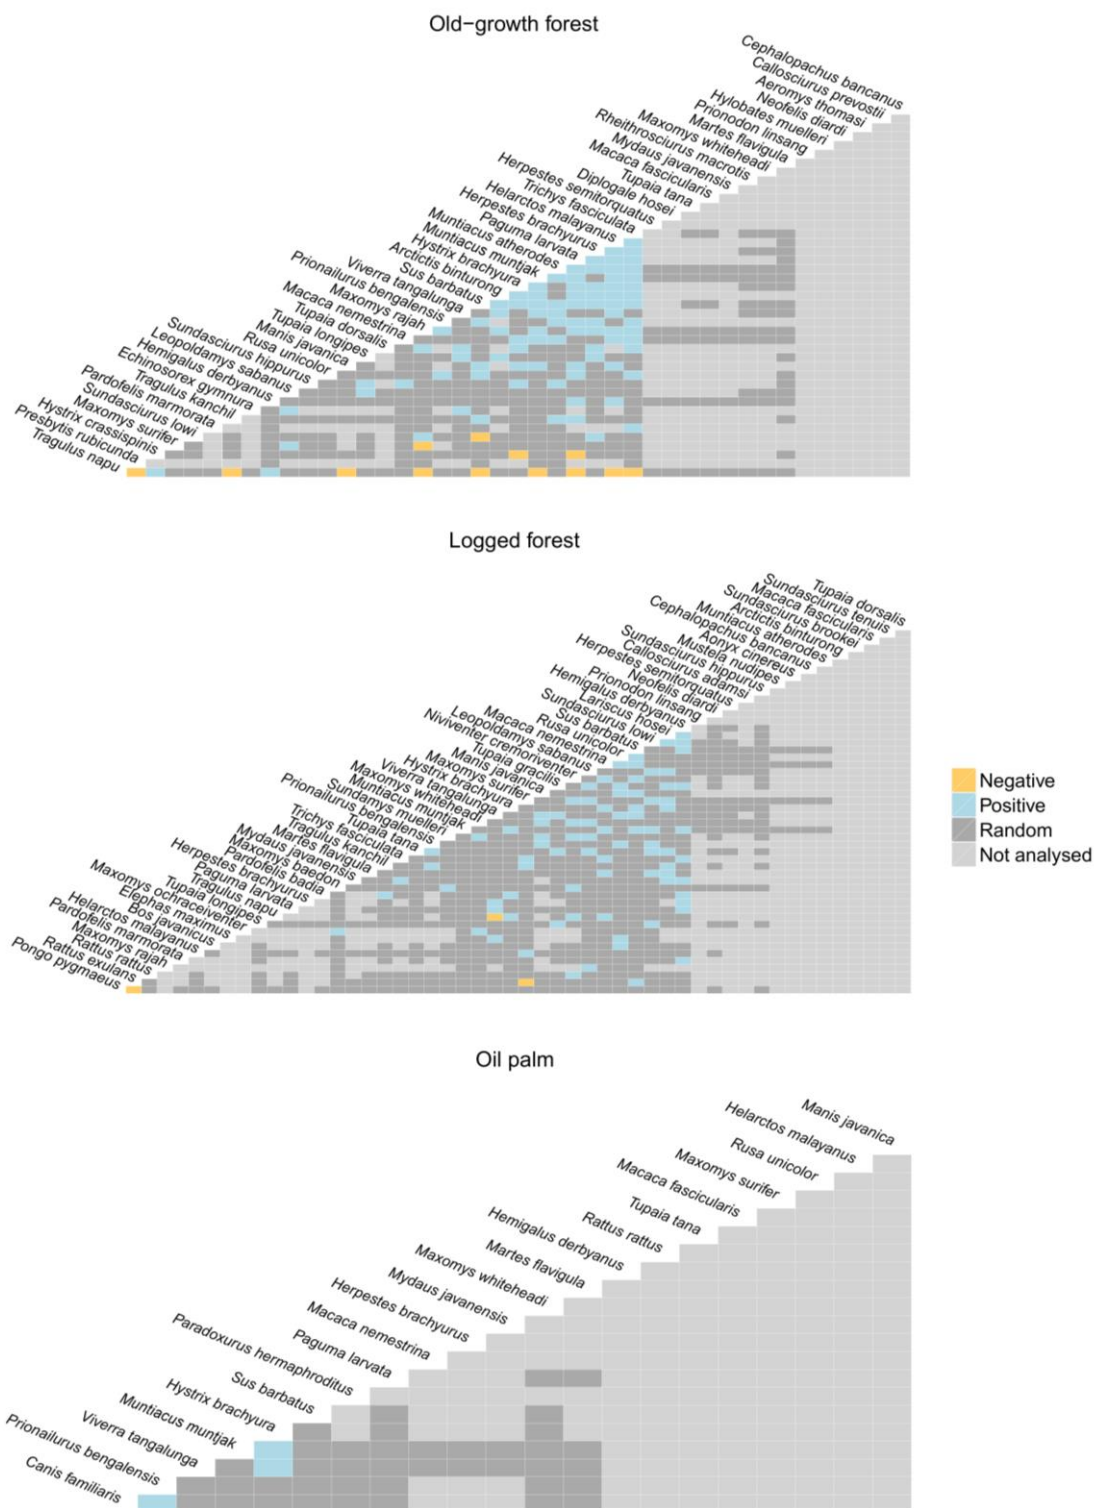 Old−growth forest
Cephalopachus bancanus
Callosciurus prevostii
Aeromys thomasi
Neofelis diardi
Hylobates muelleri
Prionodon linsang
Martes flavigula
Maxomys whiteheadi
Rheithrosciurus macrotis
Mydaus javanensis
Macaca fascicularis
Tupaia tana
Diplogale hosei
Herpestes semitorquatus
Trichys fasciculata
Helarctos malayanus
Herpestes brachyurus
Paguma larvata
Muntiacus atherodes
Muntiacus muntjak
Hystrix brachyura
Arctictis binturong
Sus barbatus
Viverra tangalunga
Prionailurus bengalensis
Maxomys rajah
Macaca nemestrina
Tupaia dorsalis
Tupaia longipes
Manis javanica
Rusa unicolor
Sundasciurus hippurus
Leopoldamys sabanus
Hemigalus derbyanus
Echinosorex gymnura
Tragulus kanchil
Pardofelis marmorata
Sundasciurus lowi
Maxomys surifer
Hystrix crassispinis
Presbytis rubicunda
Tragulus napu
Logged forest
Tupaia dorsalis
Sundasciurus tenuis
Macaca fascicularis
Sundasciurus brookei
Arctictis binturong
Muntiacus atherodes
Cephalopachus bancanus
Aonyx cinereus
Mustela nudipes
Sundasciurus hippurus
Callosciurus adamsi
Herpestes semitorquatus
Neofelis diardi
Prionodon linsang
Hemigalus derbyanus
Lariscus hosei
Sundasciurus lowi
Sus barbatus
Rusa unicolor
Macaca nemestrina
Leopoldamys sabanus
Niviventer cremoriventer
Tupaia gracilis
Manis javanica
Maxomys surifer
Hystrix brachyura
Viverra tangalunga
Maxomys whiteheadi
Muntiacus muntjak
Sundamys muelleri
Prionailurus bengalensis
Tupaia tana
Trichys fasciculata
Tragulus kanchil
Martes flavigula
Mydaus javanensis
Maxomys baedon
Pardofelis badia
Herpestes brachyurus
Paguma larvata
Tragulus napu
Tupaia longipes
Maxomys ochraceiventer
Elephas maximus
Bos javanicus
Helarctos malayanus
Pardofelis marmorata
Maxomys rajah
Rattus rattus
Rattus exulans
Pongo pygmaeus
Negative
Positive
Random
Not analysed
Oil palm
Manis javanica
Helarctos malayanus
Rusa unicolor
Maxomys surifer
Macaca fascicularis
Tupaia tana
Rattus rattus
Hemigalus derbyanus
Martes flavigula
Maxomys whiteheadi
Mydaus javanensis
Herpestes brachyurus
Macaca nemestrina
Paguma larvata
Paradoxurus hermaphroditus
Sus barbatus
Hystrix brachyura
Muntiacus muntjak
Viverra tangalunga
Prionailurus bengalensis
Canis familiaris